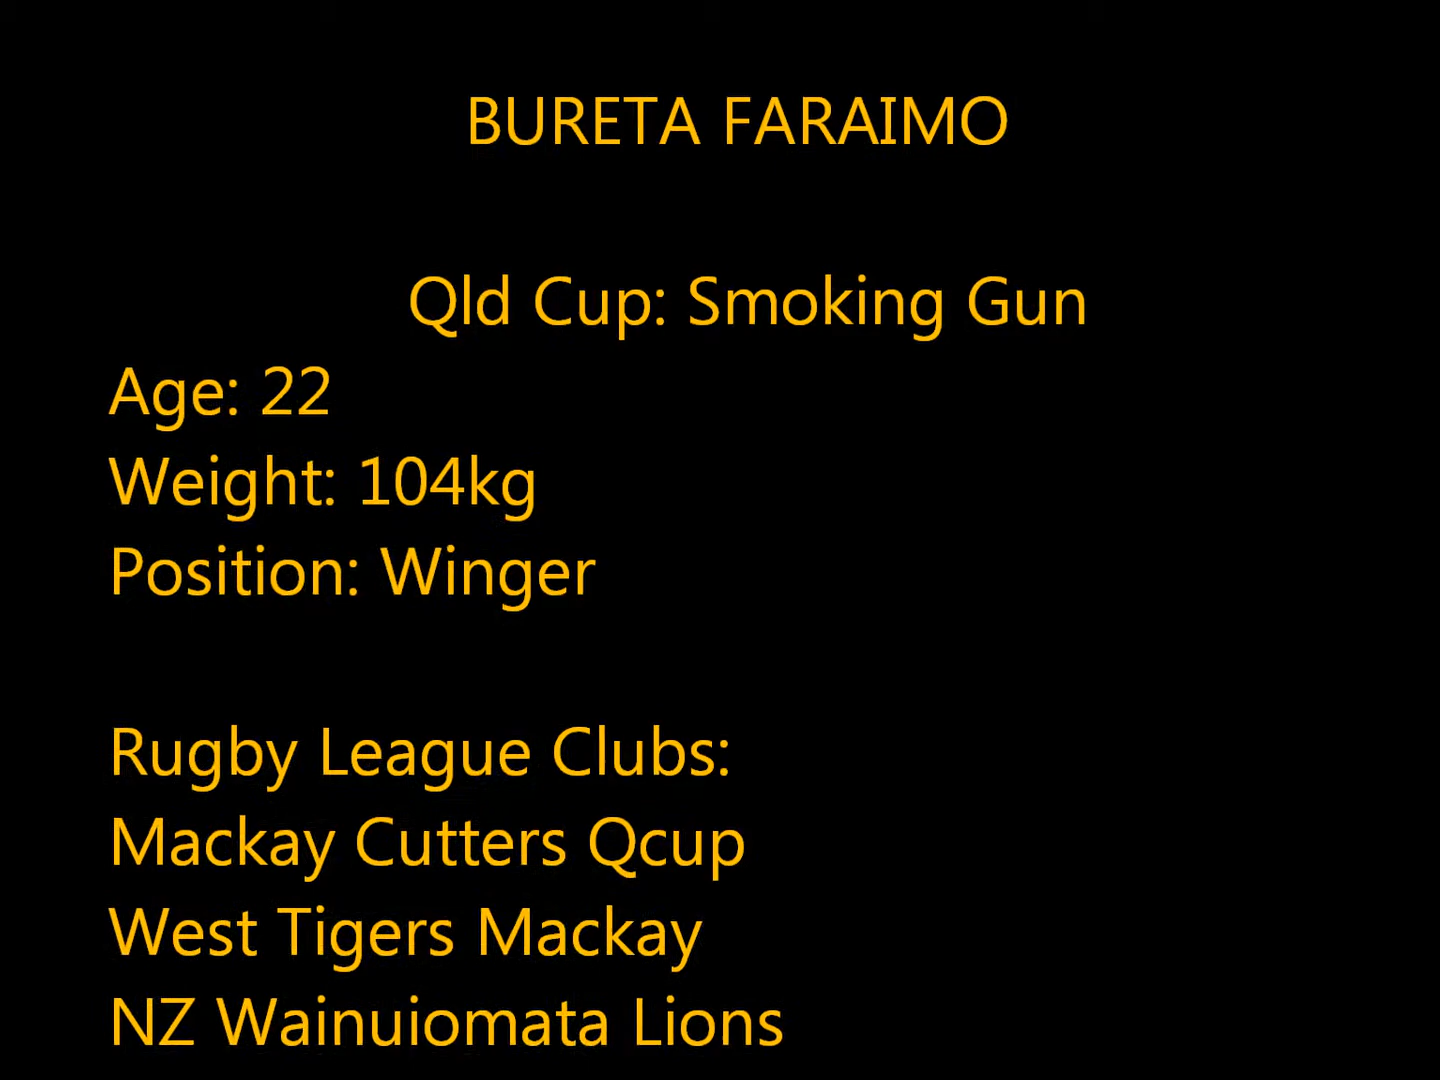 BURETA FARAIMO
Qld Cup: Smoking Gun
Age: 22
Weight: 104kg
Position: Winger
Rugby League Clubs:
Mackay Cutters Qcup
West Tigers Mackay
NZ Wainuiomata Lions